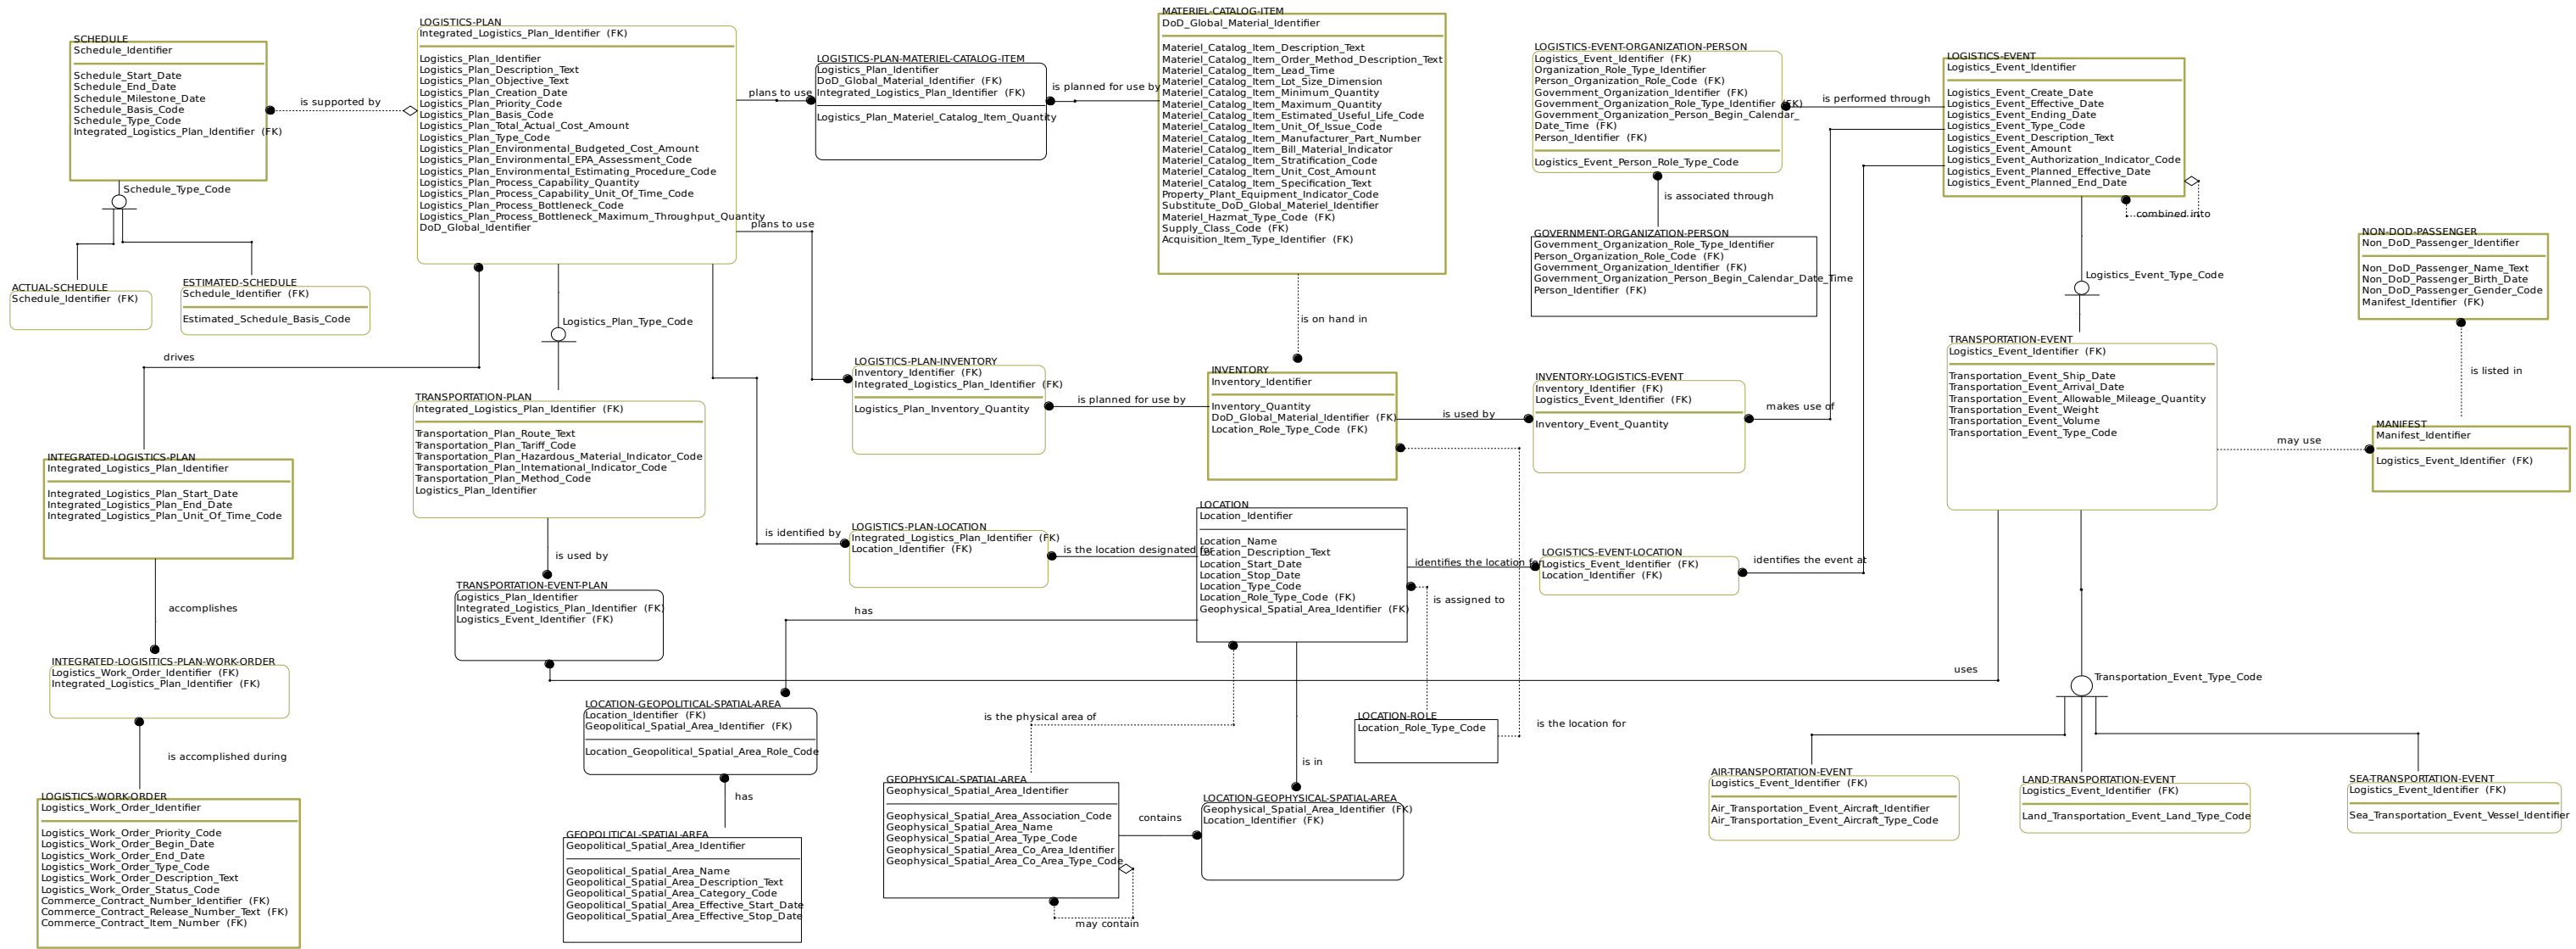 SCHEDULE
Schedule_Identifier
Schedule_Start_Date
Schedule_End_Date
Schedule_Milestone_Date
Schedule_Basis_Code
Schedule_Type_Code
Integrated_Logistics_Plan_Identifier (FK)
is supported by
Schedule_Type_Code
ACTUAL-SCHEDULE
Schedule_Identifier (FK)
ESTIMATED-SCHEDULE
Schedule_Identifier (FK)
Estimated_Schedule_Basis_Code
LOGISTICS-PLAN
Integrated_Logistics_Plan_Identifier (FK)
Logistics_Plan_Identifier
Logistics_Plan_Description_Text
Logistics_Plan_Objective_Text
Logistics_Plan_Creation_Date
Logistics_Plan_Priority_Code
Logistics_Plan_Basis_Code
Logistics_Plan_Total_Actual_Cost_Amount
Logistics_Plan_Type_Code
Logistics_Plan_Environmental_Budgeted_Cost_Amount
Logistics_Plan_Environmental_EPA_Assessment_Code
Logistics_Plan_Environmental_Estimating_Procedure_Code
Logistics_Plan_Process_Capability_Quantity
Logistics_Plan_Process_Capability_Unit_Of_Time_Code
Logistics_Plan_Process_Bottleneck_Code
Logistics_Plan_Process_Bottleneck_Maximum_Throughput_Quantity
DoD_Global_Identifier
plans to use
plans to use
LOGISTICS-PLAN-MATERIEL-CATALOG-ITEM
Logistics_Plan_Identifier
DoD_Global_Material_Identifier (FK)
Integrated_Logistics_Plan_Identifier (FK)
Logistics_Plan_Materiel_Catalog_Item_Quantity
is planned for use by
MATERIEL-CATALOG-ITEM
DoD_Global_Material_Identifier
Materiel_Catalog_Item_Description_Text
Materiel_Catalog_Item_Order_Method_Description_Text
Materiel_Catalog_Item_Lead_Time
Materiel_Catalog_Item_Lot_Size_Dimension
Materiel_Catalog_Item_Minimum_Quantity
Materiel_Catalog_Item_Maximum_Quantity
Materiel_Catalog_Item_Estimated_Useful_Life_Code
Materiel_Catalog_Item_Unit_Of_Issue_Code
Materiel_Catalog_Item_Manufacturer_Part_Number
Materiel_Catalog_Item_Bill_Material_Indicator
Materiel_Catalog_Item_Stratification_Code
Materiel_Catalog_Item_Unit_Cost_Amount
Materiel_Catalog_Item_Specification_Text
Property_Plant_Equipment_Indicator_Code
Substitute_DoD_Global_Materiel_Identifier
Materiel_Hazmat_Type_Code (FK)
Supply_Class_Code (FK)
Acquisition_Item_Type_Identifier (FK)
is on hand in
LOGISTICS-EVENT-ORGANIZATION-PERSON
Logistics_Event_Identifier (FK)
Organization_Role_Type_Identifier
Person_Organization_Role_Code (FK)
Government_Organization_Identifier (FK)
Government_Organization_Role_Type_Identifier (FK)
Government_Organization_Person_Begin_Calendar_
Date_Time (FK)
Person_Identifier (FK)
Logistics_Event_Person_Role_Type_Code
is associated through
GOVERNMENT-ORGANIZATION-PERSON
Government_Organization_Role_Type_Identifier
Person_Organization_Role_Code (FK)
Government_Organization_Identifier (FK)
Government_Organization_Person_Begin_Calendar_Date_Time
Person_Identifier (FK)
is performed through
LOGISTICS-EVENT
Logistics_Event_Identifier
Logistics_Event_Create_Date
Logistics_Event_Effective_Date
Logistics_Event_Ending_Date
Logistics_Event_Type_Code
Logistics_Event_Description_Text
Logistics_Event_Amount
Logistics_Event_Authorization_Indicator_Code
Logistics_Event_Planned_Effective_Date
Logistics_Event_Planned_End_Date
combined into
Logistics_Event_Type_Code
NON-DOD-PASSENGER
Non_DoD_Passenger_Identifier
Non_DoD_Passenger_Name_Text
Non_DoD_Passenger_Birth_Date
Non_DoD_Passenger_Gender_Code
Manifest_Identifier (FK)
is listed in
MANIFEST
Manifest_Identifier
Logistics_Event_Identifier (FK)
may use
TRANSPORTATION-EVENT
Logistics_Event_Identifier (FK)
Transportation_Event_Ship_Date
Transportation_Event_Arrival_Date
Transportation_Event_Allowable_Mileage_Quantity
Transportation_Event_Weight
Transportation_Event_Volume
Transportation_Event_Type_Code
drives
Logistics_Plan_Type_Code
INTEGRATED-LOGISTICS-PLAN
Integrated_Logistics_Plan_Identifier
Integrated_Logistics_Plan_Start_Date
Integrated_Logistics_Plan_End_Date
Integrated_Logistics_Plan_Unit_Of_Time_Code
accomplishes
TRANSPORTATION-PLAN
Integrated_Logistics_Plan_Identifier (FK)
Transportation_Plan_Route_Text
Transportation_Plan_Tariff_Code
Transportation_Plan_Hazardous_Material_Indicator_Code
Transportation_Plan_International_Indicator_Code
Transportation_Plan_Method_Code
Logistics_Plan_Identifier
is used by
LOGISTICS-PLAN-INVENTORY
Inventory_Identifier (FK)
Integrated_Logistics_Plan_Identifier (FK)
Logistics_Plan_Inventory_Quantity
is planned for use by
INVENTORY
Inventory_Identifier
Inventory_Quantity
DoD_Global_Material_Identifier (FK)
Location_Role_Type_Code (FK)
is used by
INVENTORY-LOGISTICS-EVENT
Inventory_Identifier (FK)
Logistics_Event_Identifier (FK)
Inventory_Event_Quantity
makes use of
is identified by
LOGISTICS-PLAN-LOCATION
Integrated_Logistics_Plan_Identifier (FK)
Location_Identifier (FK)
is the location designated for
LOCATION
Location_Identifier
Location_Name
Location_Description_Text
Location_Start_Date
Location_Stop_Date
Location_Type_Code
Location_Role_Type_Code (FK)
Geophysical_Spatial_Area_Identifier (FK)
identifies the location for
LOGISTICS-EVENT-LOCATION
Logistics_Event_Identifier (FK)
Location_Identifier (FK)
identifies the event at
is assigned to
TRANSPORTATION-EVENT-PLAN
Logistics_Plan_Identifier
Integrated_Logistics_Plan_Identifier (FK)
Logistics_Event_Identifier (FK)
has
uses
INTEGRATED-LOGISITICS-PLAN-WORK-ORDER
Logistics_Work_Order_Identifier (FK)
Integrated_Logistics_Plan_Identifier (FK)
is accomplished during
LOGISTICS-WORK-ORDER
Logistics_Work_Order_Identifier
Logistics_Work_Order_Priority_Code
Logistics_Work_Order_Begin_Date
Logistics_Work_Order_End_Date
Logistics_Work_Order_Type_Code
Logistics_Work_Order_Description_Text
Logistics_Work_Order_Status_Code
Commerce_Contract_Number_Identifier (FK)
Commerce_Contract_Release_Number_Text (FK)
Commerce_Contract_Item_Number (FK)
LOCATION-GEOPOLITICAL-SPATIAL-AREA
Location_Identifier (FK)
Geopolitical_Spatial_Area_Identifier (FK)
Location_Geopolitical_Spatial_Area_Role_Code
has
GEOPOLITICAL-SPATIAL-AREA
Geopolitical_Spatial_Area_Identifier
Geopolitical_Spatial_Area_Name
Geopolitical_Spatial_Area_Description_Text
Geopolitical_Spatial_Area_Category_Code
Geopolitical_Spatial_Area_Effective_Start_Date
Geopolitical_Spatial_Area_Effective_Stop_Date
is the physical area of
GEOPHYSICAL-SPATIAL-AREA
Geophysical_Spatial_Area_Identifier
Geophysical_Spatial_Area_Association_Code
Geophysical_Spatial_Area_Name
Geophysical_Spatial_Area_Type_Code
Geophysical_Spatial_Area_Co_Area_Identifier
Geophysical_Spatial_Area_Co_Area_Type_Code
may contain
contains
is in
LOCATION-GEOPHYSICAL-SPATIAL-AREA
Geophysical_Spatial_Area_Identifier (FK)
Location_Identifier (FK)
LOCATION-ROLE
Location_Role_Type_Code
is the location for
Transportation_Event_Type_Code
AIR-TRANSPORTATION-EVENT
Logistics_Event_Identifier (FK)
Air_Transportation_Event_Aircraft_Identifier
Air_Transportation_Event_Aircraft_Type_Code
LAND-TRANSPORTATION-EVENT
Logistics_Event_Identifier (FK)
Land_Transportation_Event_Land_Type_Code
SEA-TRANSPORTATION-EVENT
Logistics_Event_Identifier (FK)
Sea_Transportation_Event_Vessel_Identifier